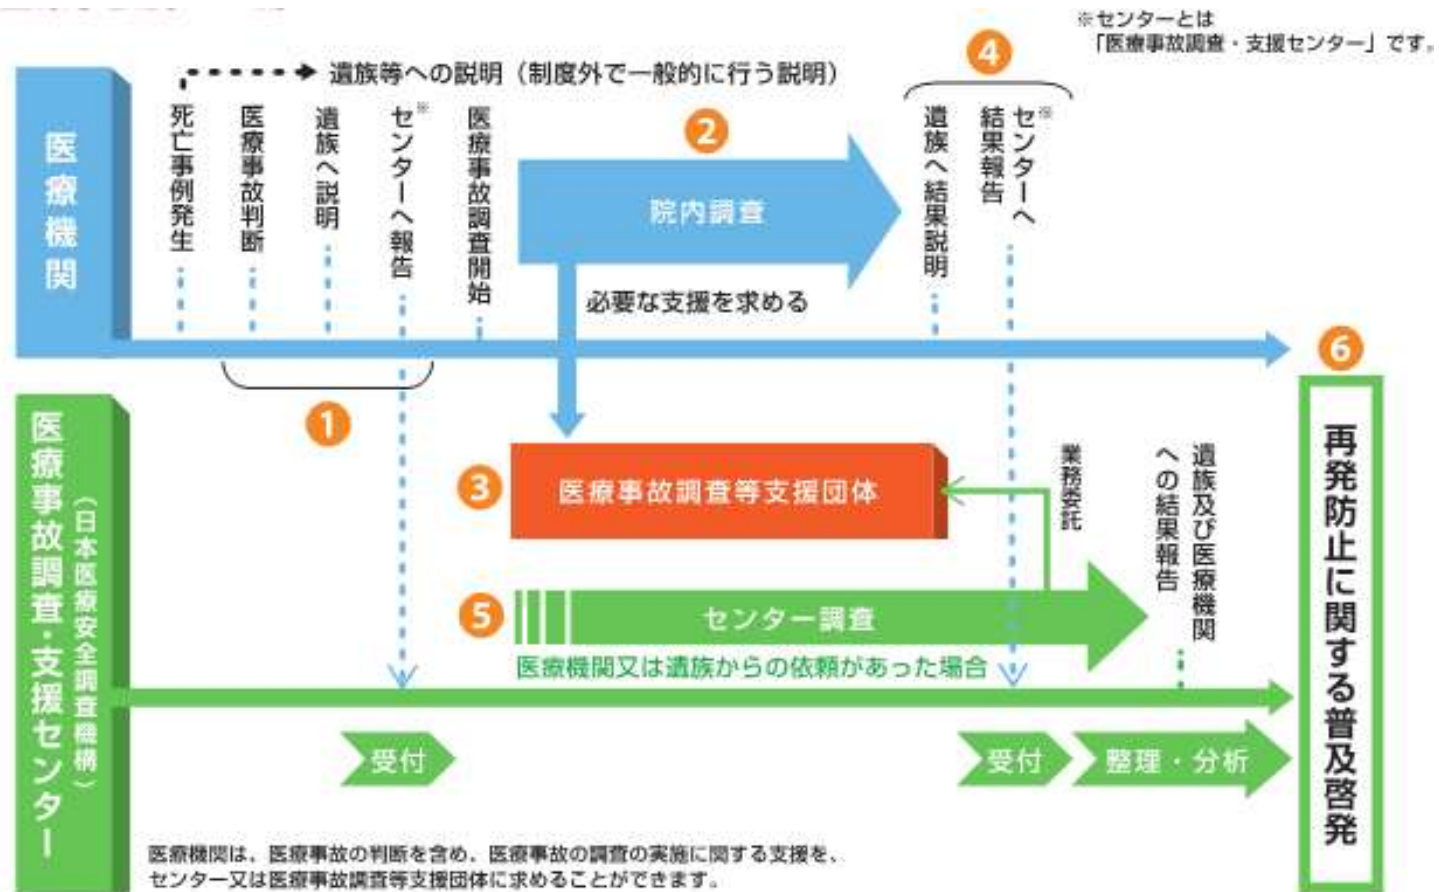 ※センターとは
「医療事故調査・支援センター」です。
遺族等への説明（制度外で一般的に行う説明）
医療機関
死亡事例発生
医療事故判断
遺族へ説明
センターへ報告
※
医療事故調査開始
2
院内調査
必要な支援を求める
4
遺族へ結果説明
センターへ
※
結果報告
1
6
再発防止に関する普及啓発
医療事故調査・支援センター
（日本医療安全調査機構）
3
医療事故調査等支援団体
業務委託
遺族及び医療機関
への結果報告
5
センター調査
医療機関又は遺族からの依頼があった場合
受付
受付
整理・分析
医療機関は、医療事故の判断を含め、医療事故の調査の実施に関する支援を、
センター又は医療事故調査等支援団体に求めることができます。